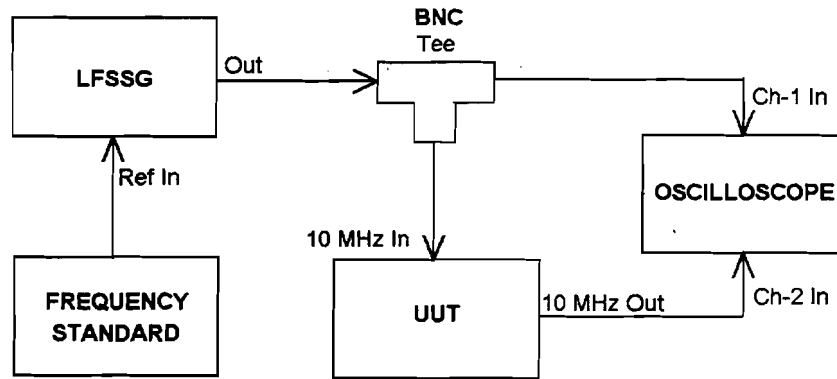 BNC
Tee
LFSSG
Out
Ch-1 In
Ref In
OSCILLOSCOPE
10 MHz In
FREQUENCY
STANDARD
UUT
10 MHz Out
Ch-2 In